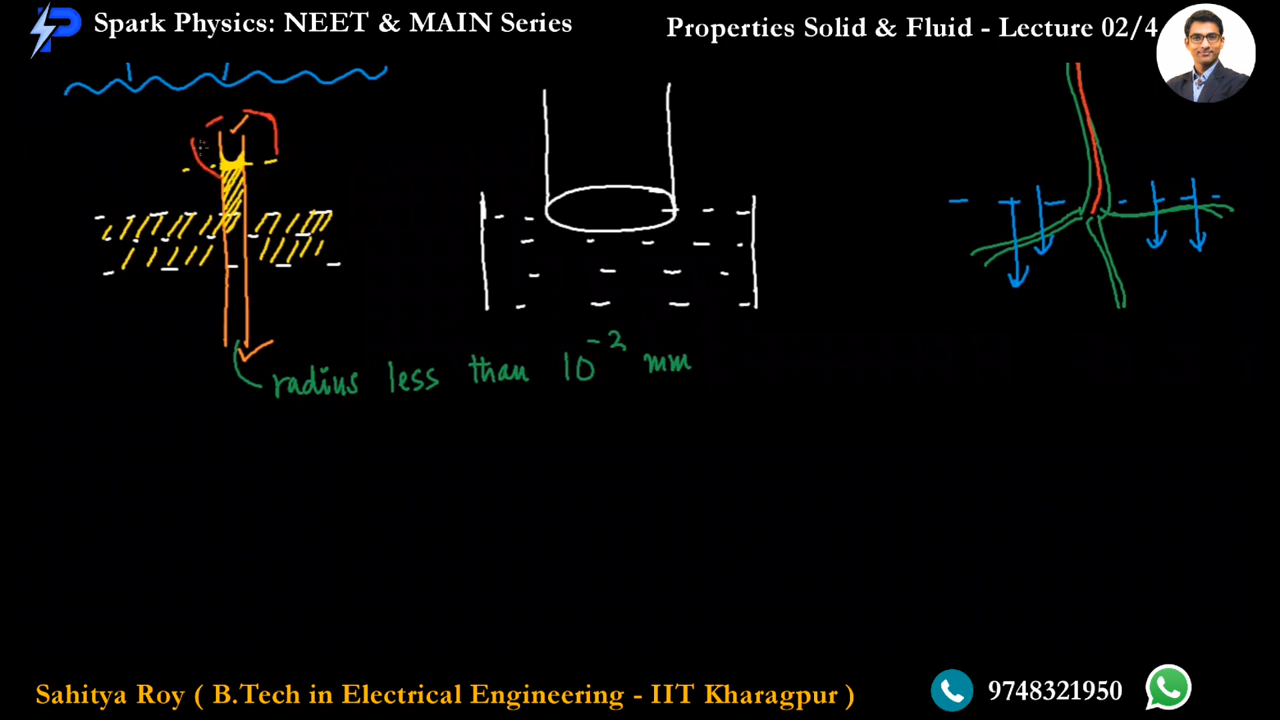 Spark Physics: NEET & MAIN Series
Properties Solid & Fluid - Lecture 02/4
radius less than 10⁻² mm
Sahitya Roy ( B.Tech in Electrical Engineering - IIT Kharagpur )
9748321950